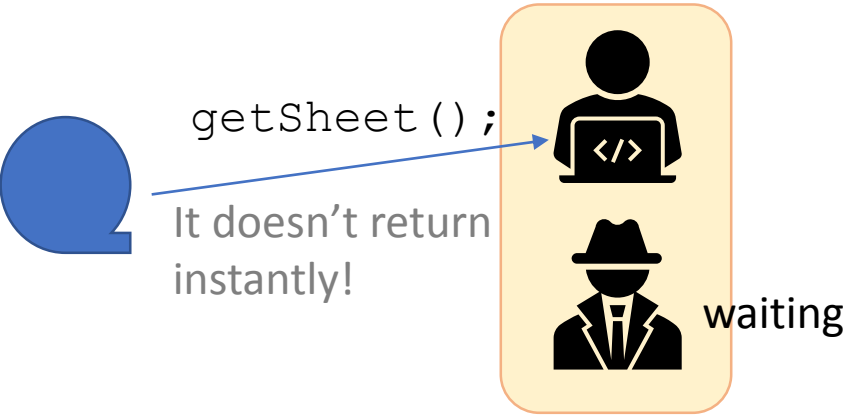 getSheet();
</>
It doesn’t return
instantly!
waiting